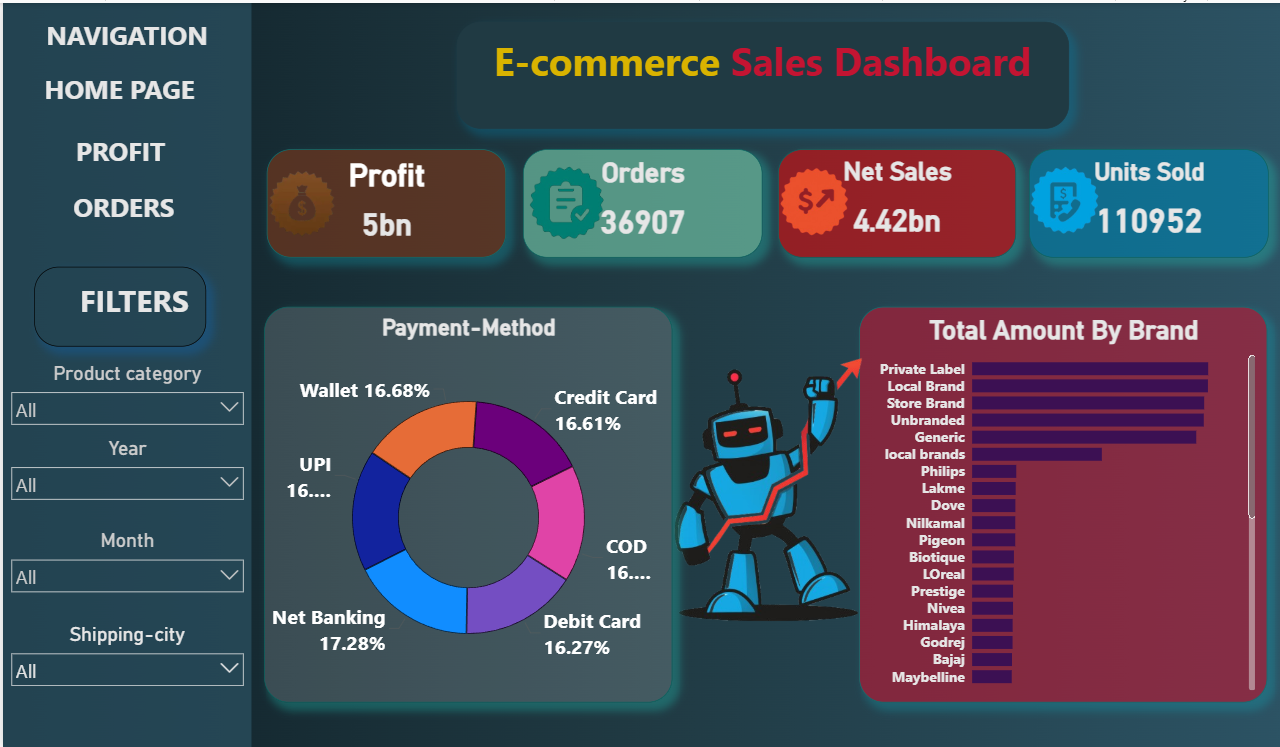 NAVIGATION
HOME PAGE
PROFIT
ORDERS
FILTERS
Product category
All
Year
All
Month
All
Shipping-city
All
E-commerce Sales Dashboard
Profit
5bn
Orders
36907
Net Sales
4.42bn
Units Sold
110952
Payment-Method
Wallet 16.68%
Credit Card
16.61%
UPI
16....
COD
16....
Net Banking
17.28%
Debit Card
16.27%
Total Amount By Brand
Private Label
Local Brand
Store Brand
Unbranded
Generic
local brands
Philips
Lakme
Dove
Nilkamal
Pigeon
Biotique
LOreal
Prestige
Nivea
Himalaya
Godrej
Bajaj
Maybelline